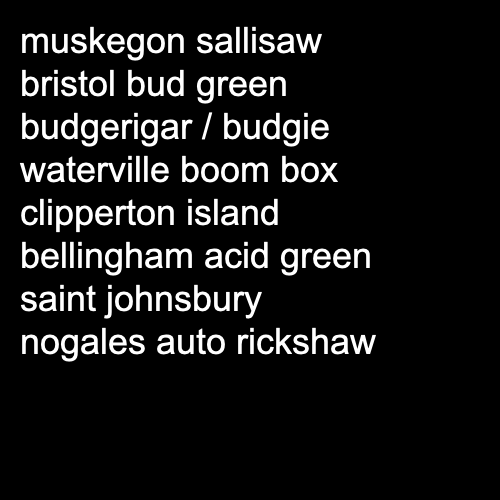 muskegon sallisaw
bristol bud green
budgerigar / budgie
waterville boom box
clipperton island
bellingham acid green
saint johnsbury
nogales auto rickshaw